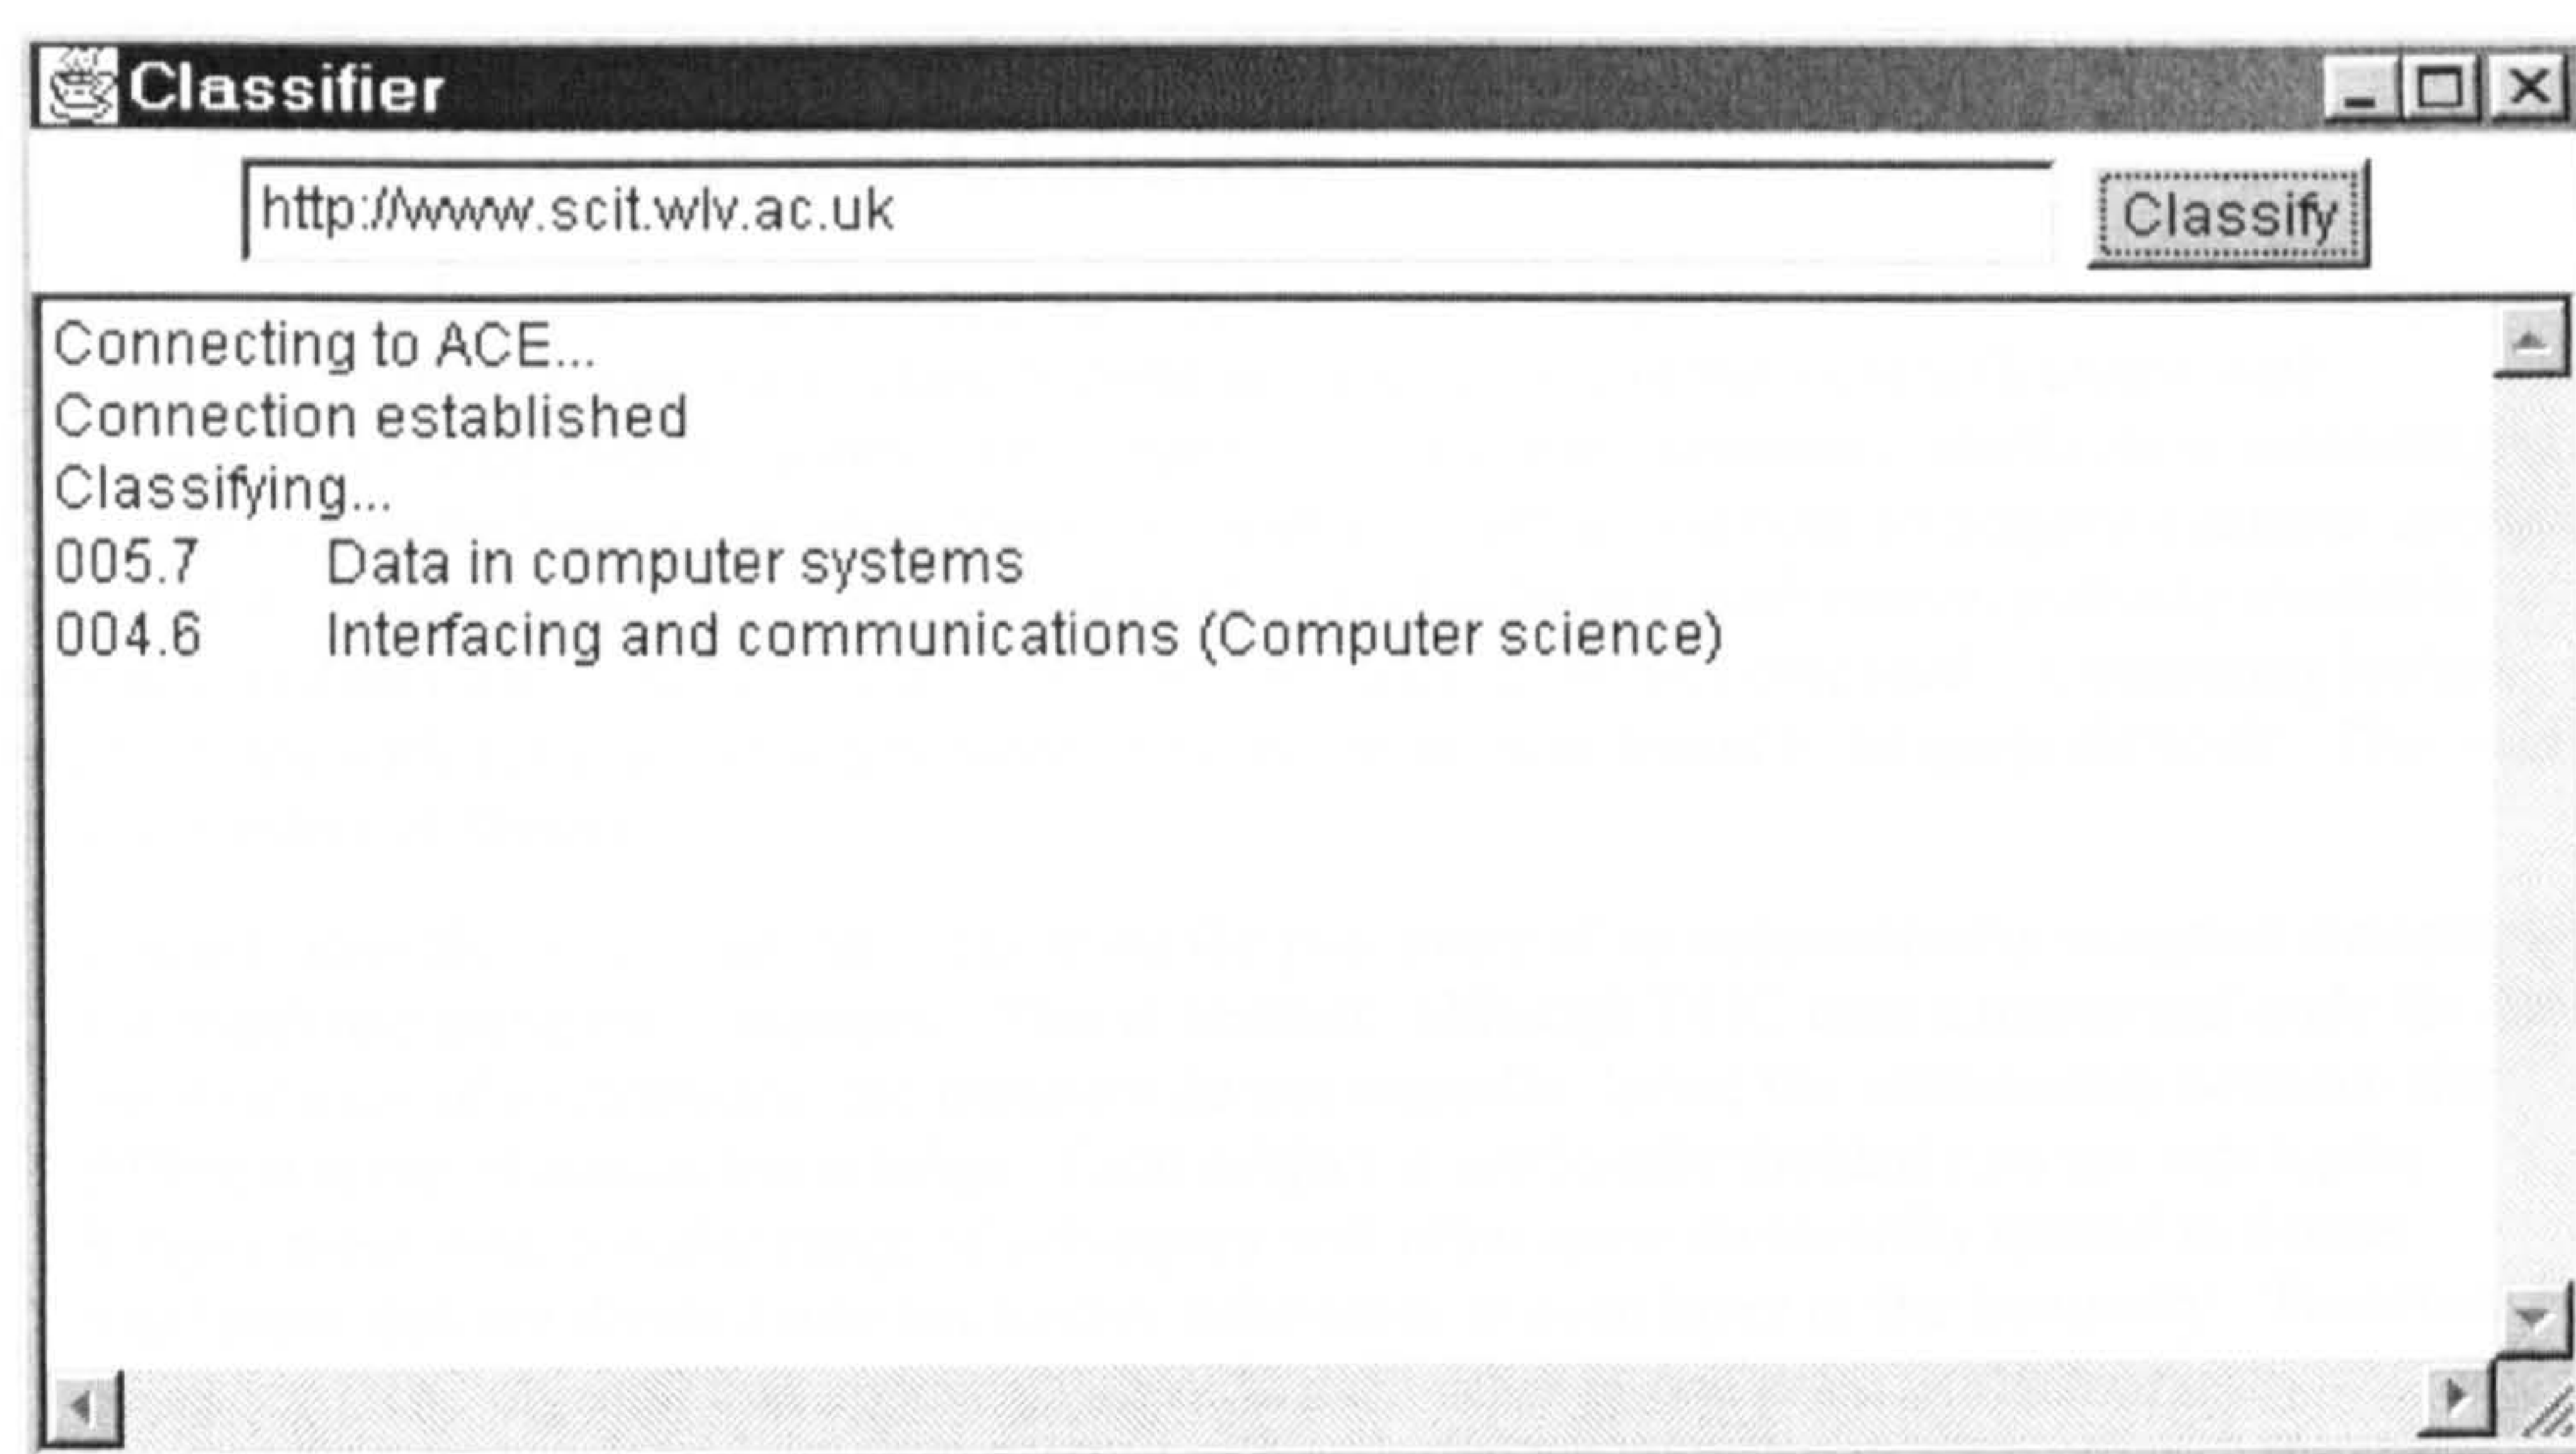 Classifier
http://www.scit.wlv.ac.uk
Classify
Connecting to ACE...
Connection established
Classifying...
005.7 Data in computer systems
004.6 Interfacing and communications (Computer science)